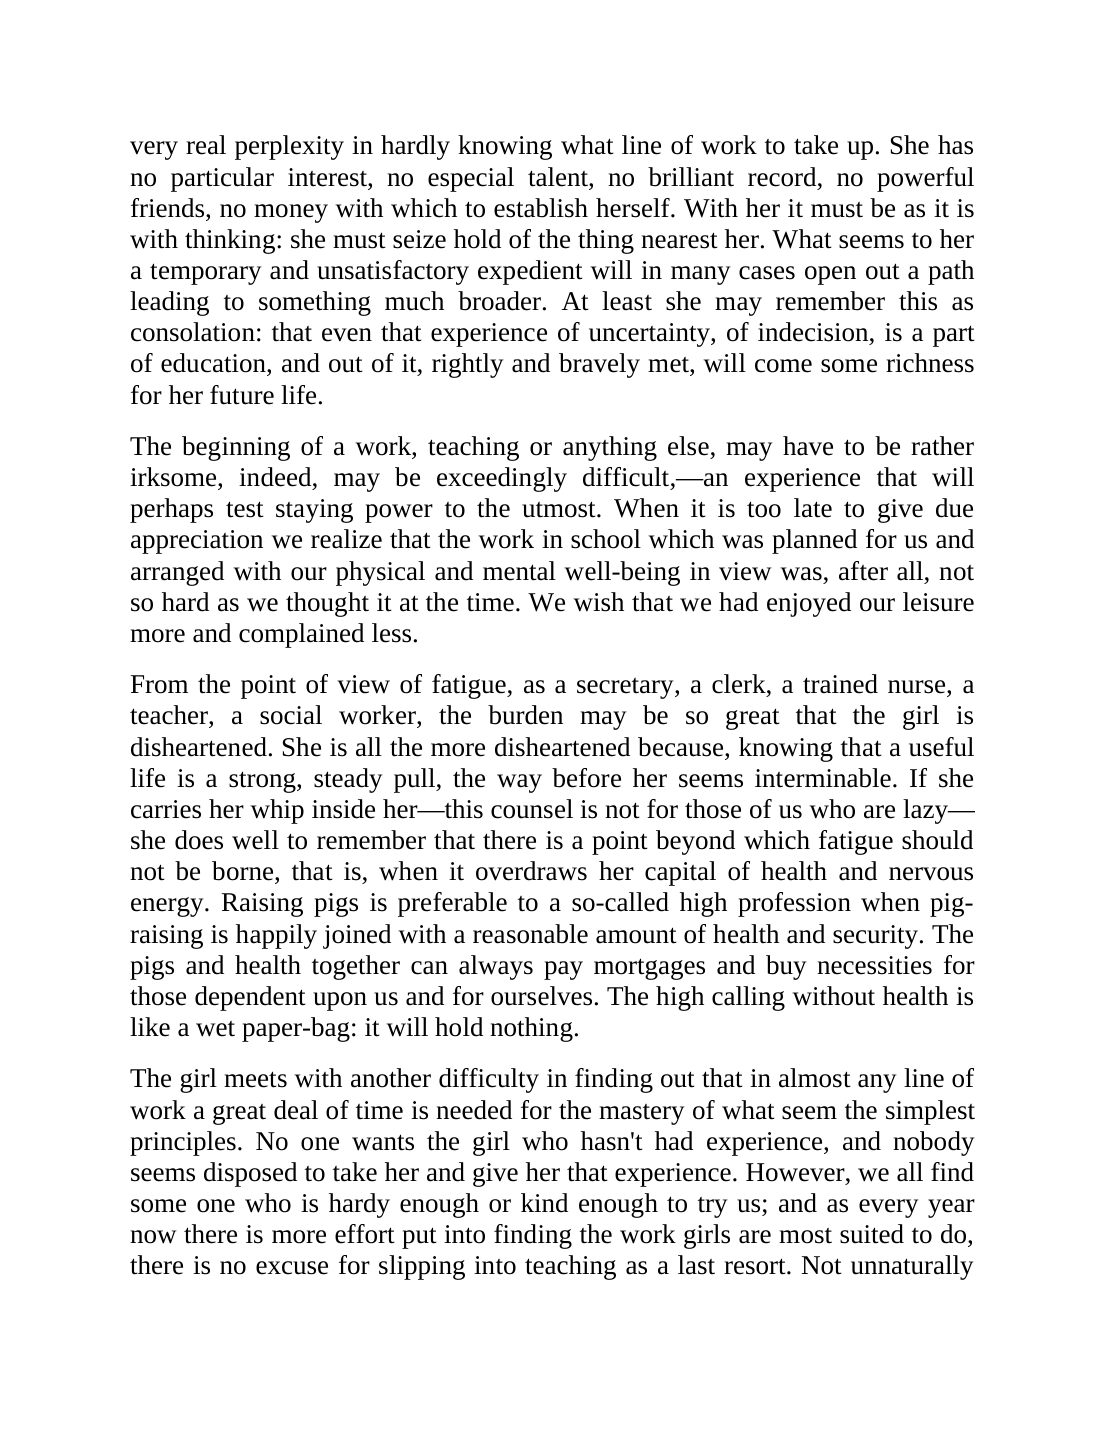 very real perplexity in hardly knowing what line of work to take up. She has
no particular interest, no especial talent, no brilliant record, no powerful
friends, no money with which to establish herself. With her it must be as it is
with thinking: she must seize hold of the thing nearest her. What seems to her
a temporary and unsatisfactory expedient will in many cases open out a path
leading to something much broader. At least she may remember this as
consolation: that even that experience of uncertainty, of indecision, is a part
of education, and out of it, rightly and bravely met, will come some richness
for her future life.
The beginning of a work, teaching or anything else, may have to be rather
irksome, indeed, may be exceedingly difficult,—an experience that will
perhaps test staying power to the utmost. When it is too late to give due
appreciation we realize that the work in school which was planned for us and
arranged with our physical and mental well-being in view was, after all, not
so hard as we thought it at the time. We wish that we had enjoyed our leisure
more and complained less.
From the point of view of fatigue, as a secretary, a clerk, a trained nurse, a
teacher, a social worker, the burden may be so great that the girl is
disheartened. She is all the more disheartened because, knowing that a useful
life is a strong, steady pull, the way before her seems interminable. If she
carries her whip inside her—this counsel is not for those of us who are lazy—
she does well to remember that there is a point beyond which fatigue should
not be borne, that is, when it overdraws her capital of health and nervous
energy. Raising pigs is preferable to a so-called high profession when pig-
raising is happily joined with a reasonable amount of health and security. The
pigs and health together can always pay mortgages and buy necessities for
those dependent upon us and for ourselves. The high calling without health is
like a wet paper-bag: it will hold nothing.
The girl meets with another difficulty in finding out that in almost any line of
work a great deal of time is needed for the mastery of what seem the simplest
principles. No one wants the girl who hasn't had experience, and nobody
seems disposed to take her and give her that experience. However, we all find
some one who is hardy enough or kind enough to try us; and as every year
now there is more effort put into finding the work girls are most suited to do,
there is no excuse for slipping into teaching as a last resort. Not unnaturally